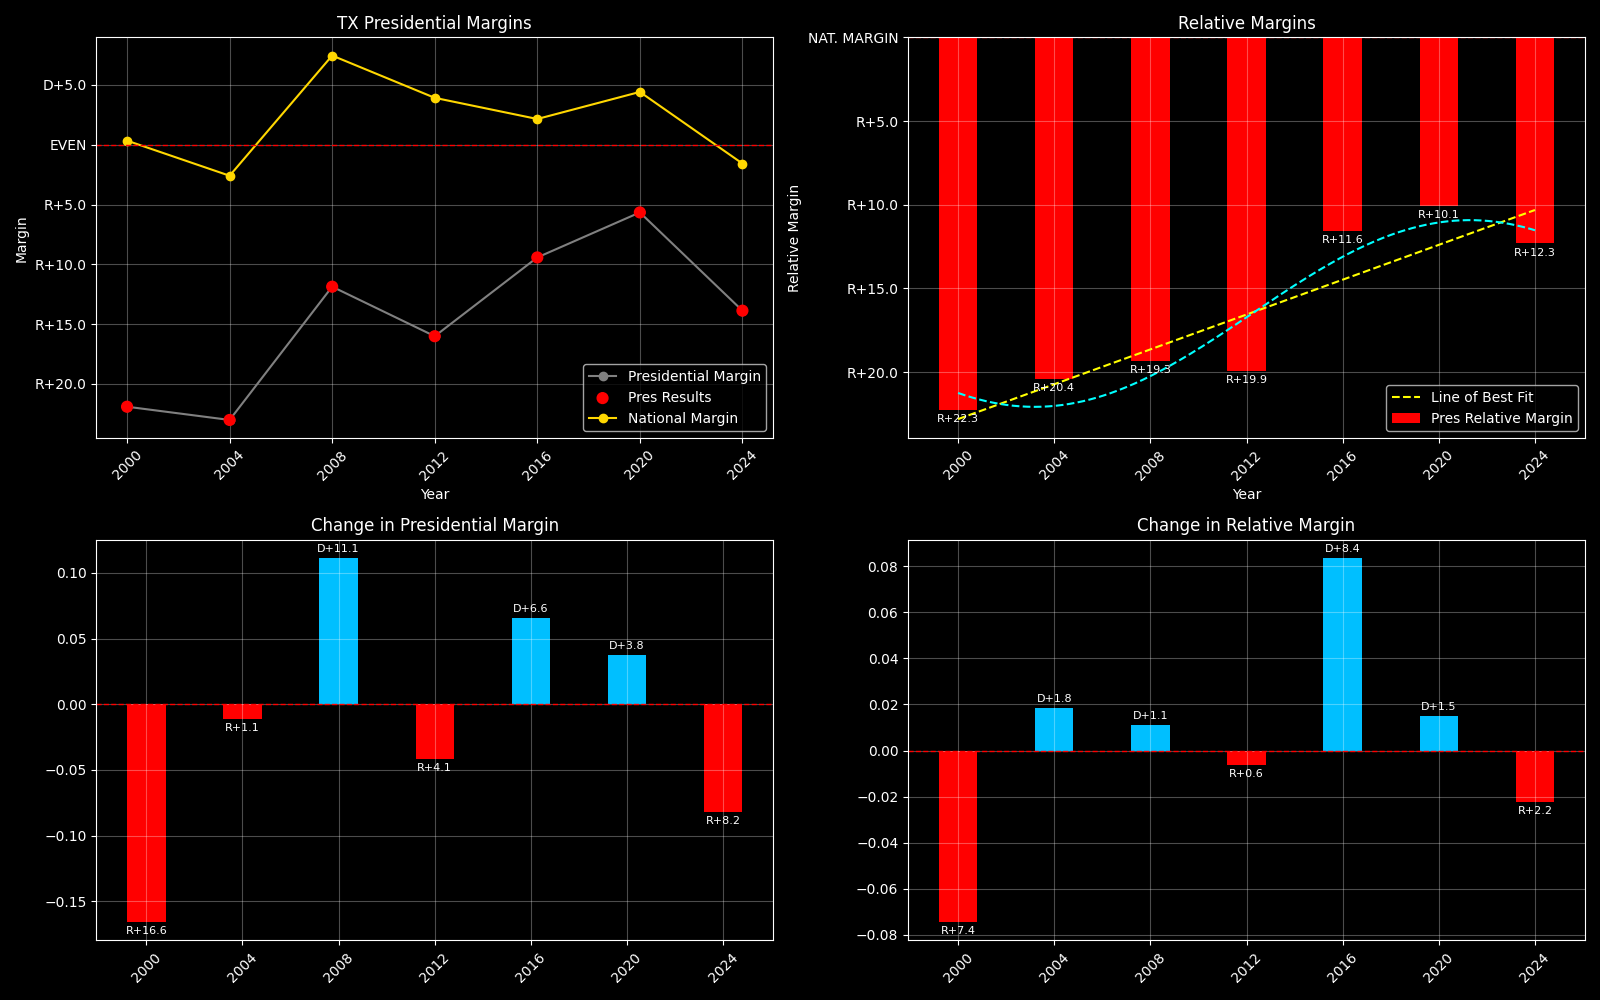 TX Presidential Margins
D+5.0
EVEN
R+5.0
R+10.0
R+15.0
R+20.0
Margin
Presidential Margin
Pres Results
National Margin
2000
2004
2008
2012
2016
2020
2024
Year
Relative Margins
NAT. MARGIN
R+5.0
R+10.0
R+15.0
R+20.0
Relative Margin
R+22.3
R+20.4
R+19.3
R+19.9
R+11.6
R+10.1
R+12.3
Line of Best Fit
Pres Relative Margin
2000
2004
2008
2012
2016
2020
2024
Year
Change in Presidential Margin
0.10
0.05
0.00
−0.05
−0.10
−0.15
R+16.6
R+1.1
D+11.1
R+4.1
D+6.6
D+3.8
R+8.2
2000
2004
2008
2012
2016
2020
2024
Change in Relative Margin
0.08
0.06
0.04
0.02
0.00
−0.02
−0.04
−0.06
−0.08
R+7.4
D+1.8
D+1.1
R+0.6
D+8.4
D+1.5
R+2.2
2000
2004
2008
2012
2016
2020
2024